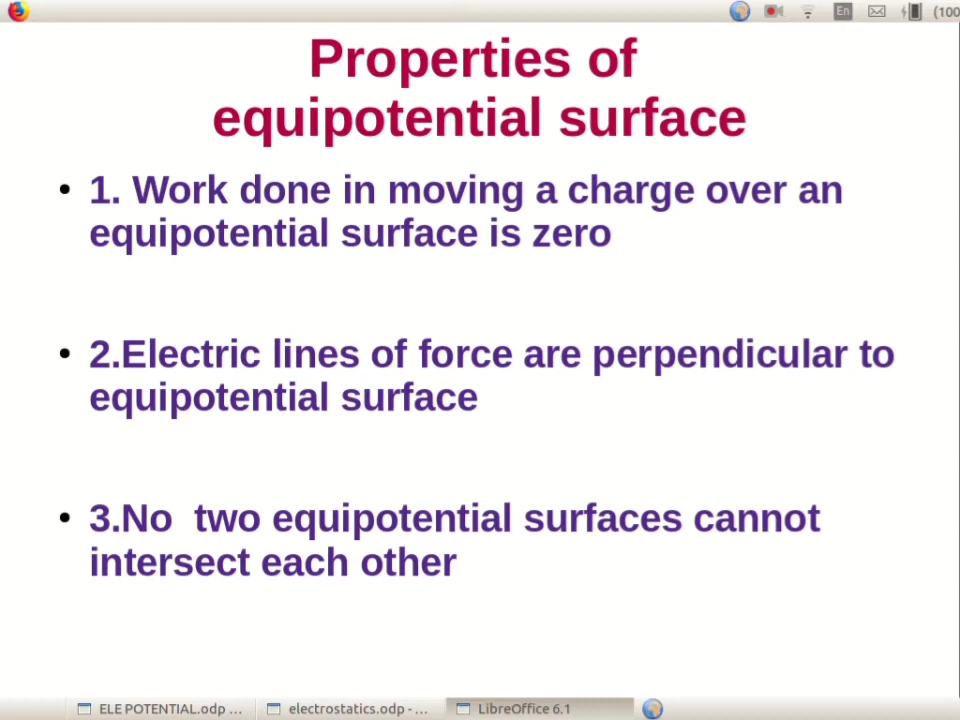 En
(100
Properties of
equipotential surface
• 1. Work done in moving a charge over an
equipotential surface is zero
• 2.Electric lines of force are perpendicular to
equipotential surface
• 3.No  two equipotential surfaces cannot
intersect each other
ELE POTENTIAL.odp ...
electrostatics.odp - ...
LibreOffice 6.1